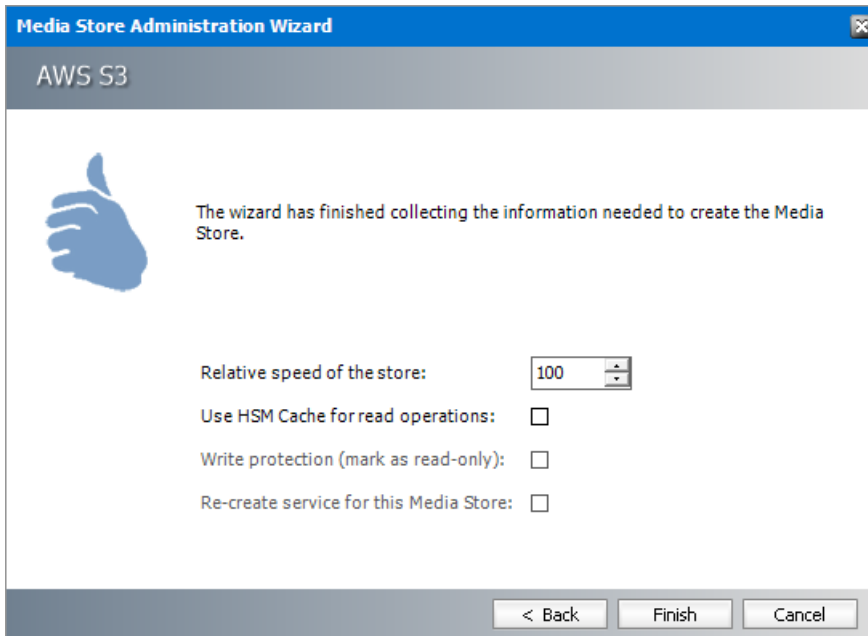 Media Store Administration Wizard
AWS S3
The wizard has finished collecting the information needed to create the Media
Store.
Relative speed of the store: 100
Use HSM Cache for read operations:
Write protection (mark as read-only):
Re-create service for this Media Store:
< Back Finish Cancel